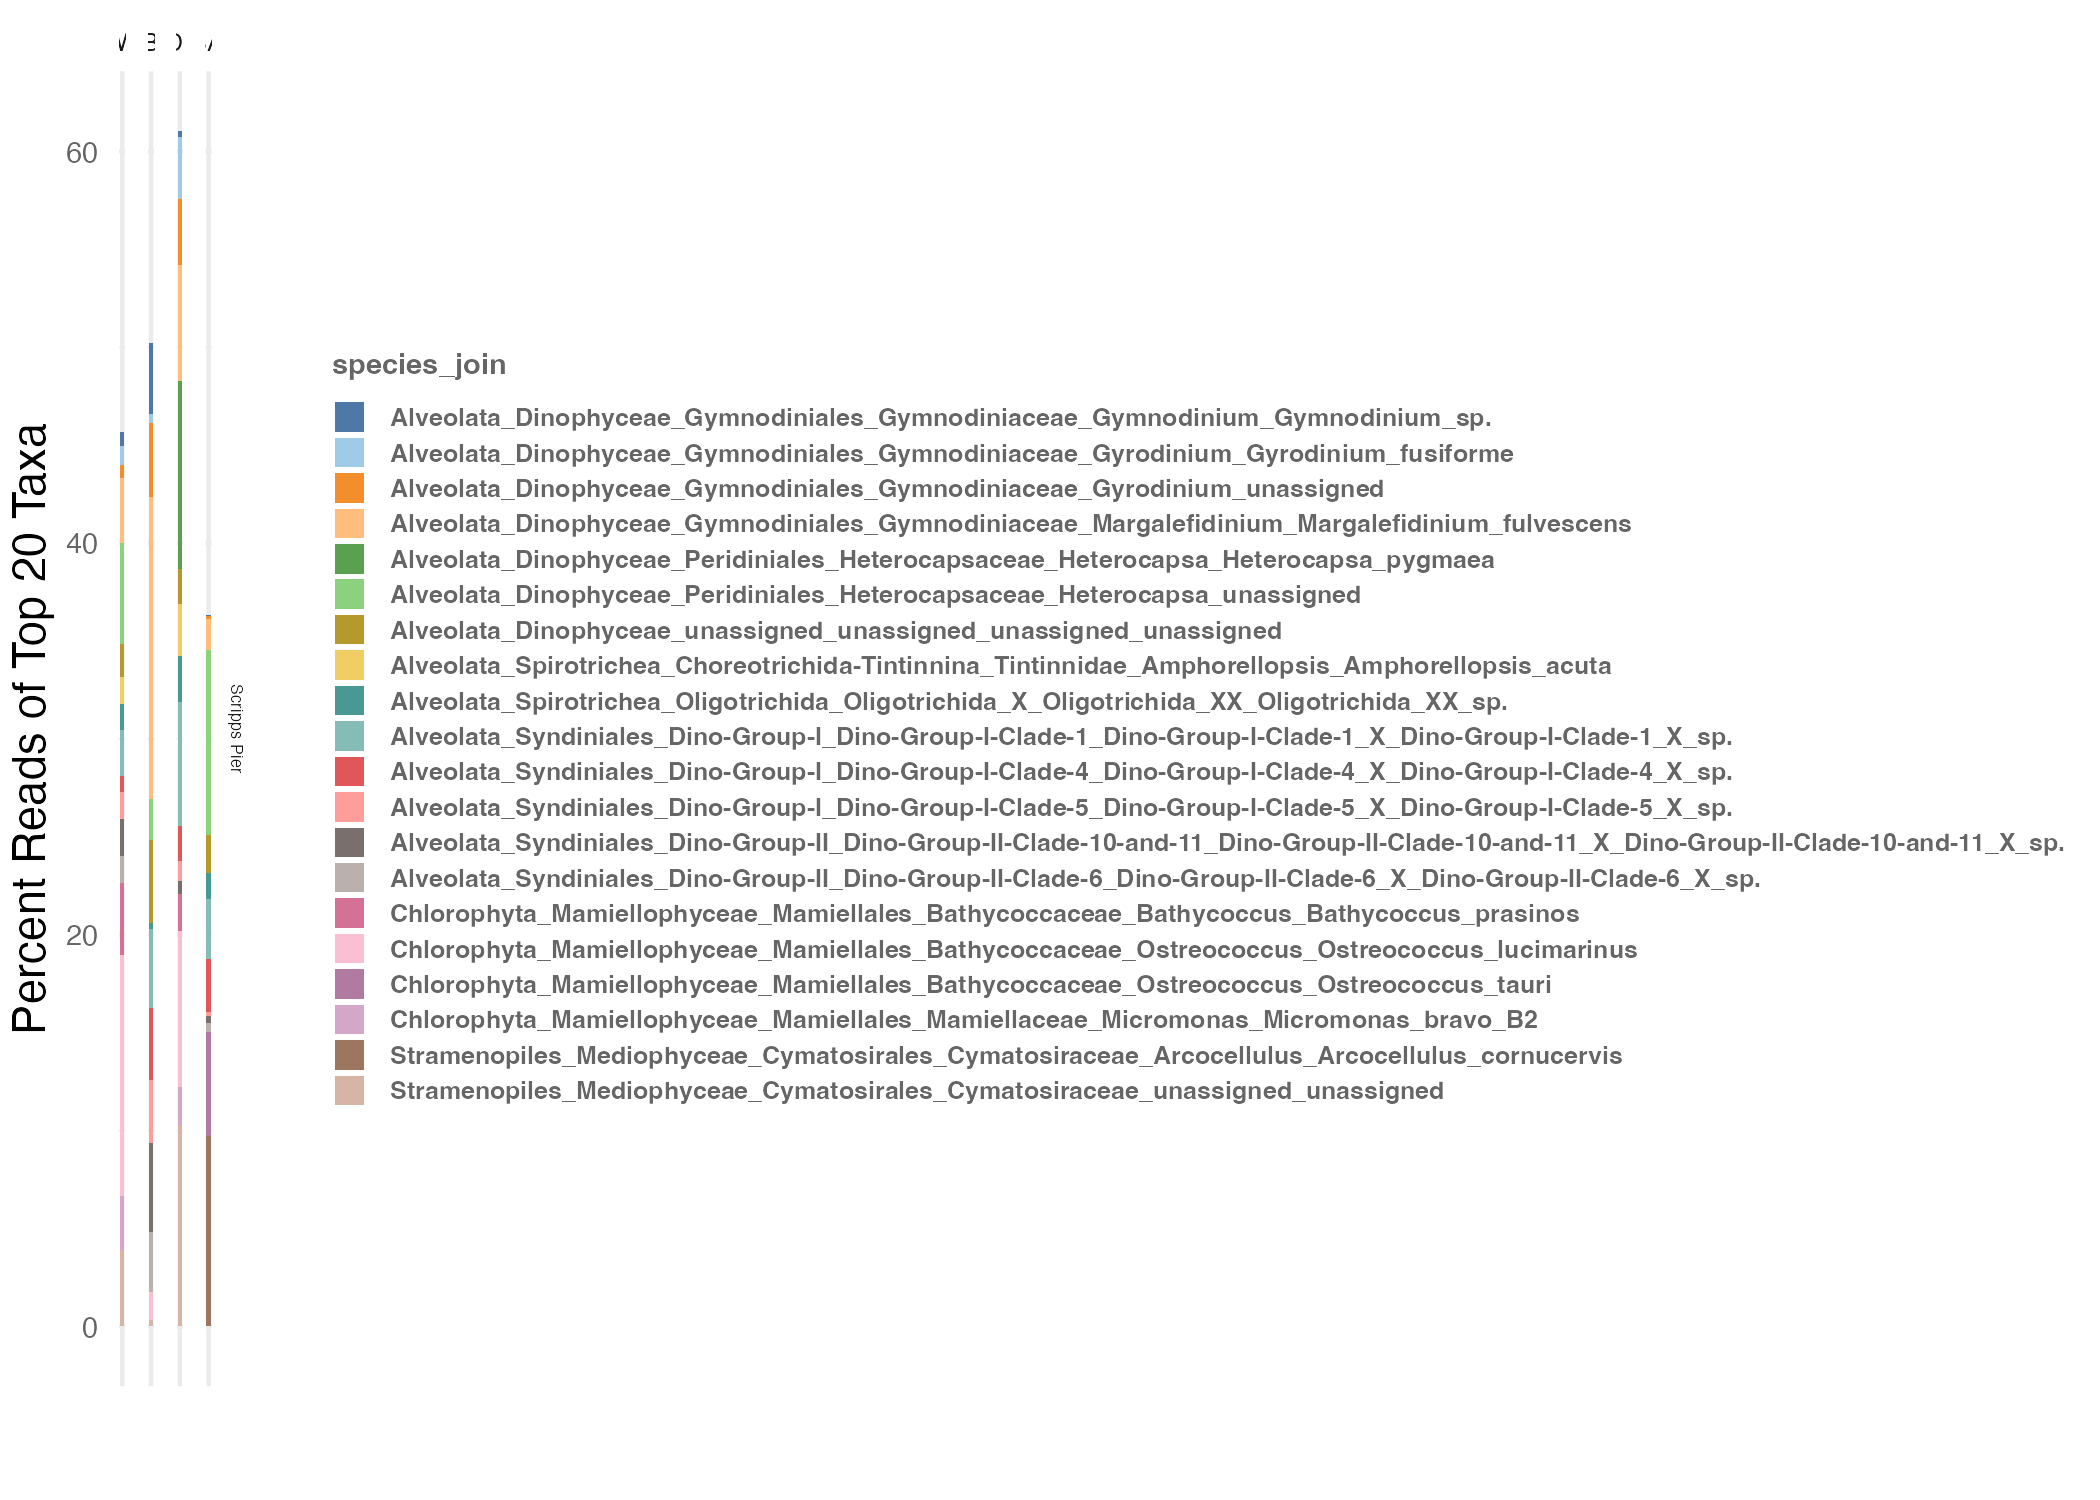 60
40
20
0
Percent Reads of Top 20 Taxa
Scripps Pier
species_join
Alveolata_Dinophyceae_Gymnodiniales_Gymnodiniaceae_Gymnodinium_Gymnodinium_sp.
Alveolata_Dinophyceae_Gymnodiniales_Gymnodiniaceae_Gyrodinium_Gyrodinium_fusiforme
Alveolata_Dinophyceae_Gymnodiniales_Gymnodiniaceae_Gyrodinium_unassigned
Alveolata_Dinophyceae_Gymnodiniales_Gymnodiniaceae_Margalefidinium_Margalefidinium_fulvescens
Alveolata_Dinophyceae_Peridiniales_Heterocapsaceae_Heterocapsa_Heterocapsa_pygmaea
Alveolata_Dinophyceae_Peridiniales_Heterocapsaceae_Heterocapsa_unassigned
Alveolata_Dinophyceae_unassigned_unassigned_unassigned_unassigned
Alveolata_Spirotrichea_Choreotrichida-Tintinnina_Tintinnidae_Amphorellopsis_Amphorellopsis_acuta
Alveolata_Spirotrichea_Oligotrichida_Oligotrichida_X_Oligotrichida_XX_Oligotrichida_XX_sp.
Alveolata_Syndiniales_Dino-Group-I_Dino-Group-I-Clade-1_Dino-Group-I-Clade-1_X_Dino-Group-I-Clade-1_X_sp.
Alveolata_Syndiniales_Dino-Group-I_Dino-Group-I-Clade-4_Dino-Group-I-Clade-4_X_Dino-Group-I-Clade-4_X_sp.
Alveolata_Syndiniales_Dino-Group-I_Dino-Group-I-Clade-5_Dino-Group-I-Clade-5_X_Dino-Group-I-Clade-5_X_sp.
Alveolata_Syndiniales_Dino-Group-II_Dino-Group-II-Clade-10-and-11_Dino-Group-II-Clade-10-and-11_X_Dino-Group-II-Clade-10-and-11_X_sp.
Alveolata_Syndiniales_Dino-Group-II_Dino-Group-II-Clade-6_Dino-Group-II-Clade-6_X_Dino-Group-II-Clade-6_X_sp.
Chlorophyta_Mamiellophyceae_Mamiellales_Bathycoccaceae_Bathycoccus_Bathycoccus_prasinos
Chlorophyta_Mamiellophyceae_Mamiellales_Bathycoccaceae_Ostreococcus_Ostreococcus_lucimarinus
Chlorophyta_Mamiellophyceae_Mamiellales_Bathycoccaceae_Ostreococcus_Ostreococcus_tauri
Chlorophyta_Mamiellophyceae_Mamiellales_Mamiellaceae_Micromonas_Micromonas_bravo_B2
Stramenopiles_Mediophyceae_Cymatosirales_Cymatosiraceae_Arcocellulus_Arcocellulus_cornucervis
Stramenopiles_Mediophyceae_Cymatosirales_Cymatosiraceae_unassigned_unassigned